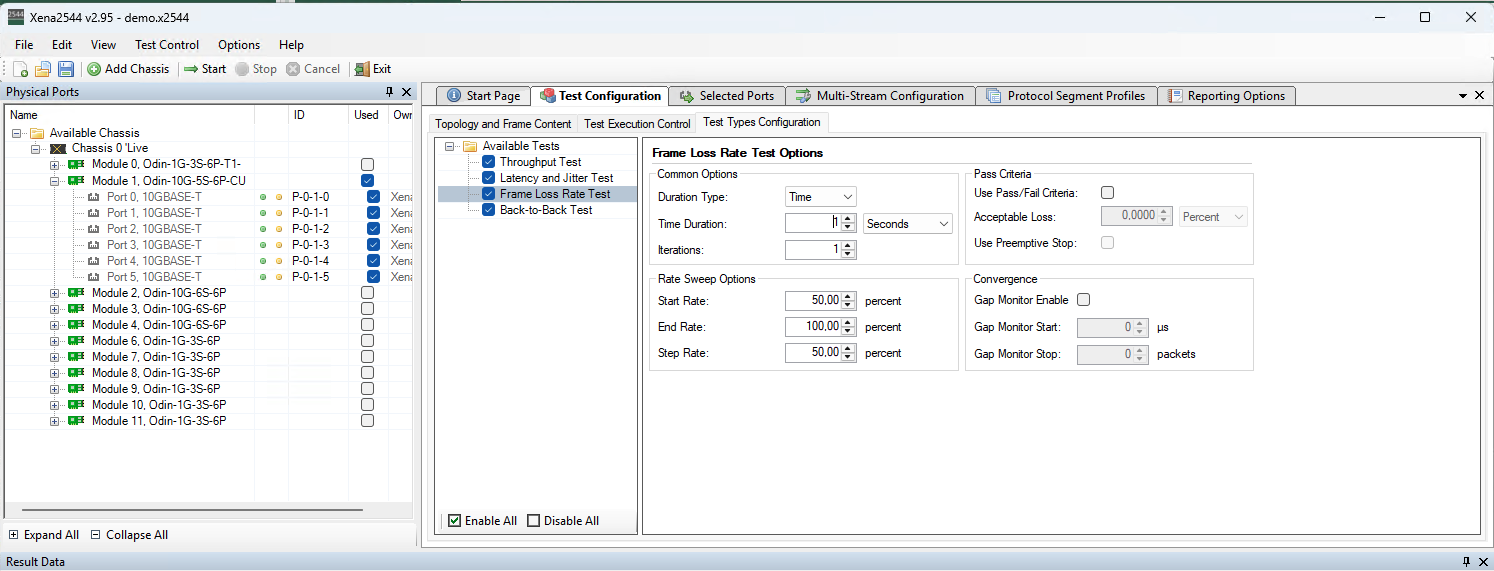 Xena2544 v2.95 - demo.x2544
File Edit View Test Control Options Help
Add Chassis Start Stop Cancel Exit
Physical Ports
Name ID Used Own
Available Chassis
Chassis 0 'Live
Module 0, Odin-1G-3S-6P-T1-
Module 1, Odin-10G-5S-6P-CU
Port 0, 10GBASE-T P-0-1-0 Xena
Port 1, 10GBASE-T P-0-1-1 Xena
Port 2, 10GBASE-T P-0-1-2 Xena
Port 3, 10GBASE-T P-0-1-3 Xena
Port 4, 10GBASE-T P-0-1-4 Xena
Port 5, 10GBASE-T P-0-1-5 Xena
Module 2, Odin-10G-6S-6P
Module 3, Odin-10G-6S-6P
Module 4, Odin-10G-6S-6P
Module 6, Odin-1G-3S-6P
Module 7, Odin-1G-3S-6P
Module 8, Odin-1G-3S-6P
Module 9, Odin-1G-3S-6P
Module 10, Odin-1G-3S-6P
Module 11, Odin-1G-3S-6P
Expand All Collapse All
Start Page Test Configuration Selected Ports Multi-Stream Configuration Protocol Segment Profiles Reporting Options
Topology and Frame Content Test Execution Control Test Types Configuration
Available Tests
Throughput Test
Latency and Jitter Test
Frame Loss Rate Test
Back-to-Back Test
Enable All Disable All
Frame Loss Rate Test Options
Common Options
Duration Type: Time
Time Duration: 1 Seconds
Iterations: 1
Rate Sweep Options
Start Rate: 50,00 percent
End Rate: 100,00 percent
Step Rate: 50,00 percent
Pass Criteria
Use Pass/Fail Criteria:
Acceptable Loss: 0,0000 Percent
Use Preemptive Stop:
Convergence
Gap Monitor Enable
Gap Monitor Start: 0 µs
Gap Monitor Stop: 0 packets
Result Data